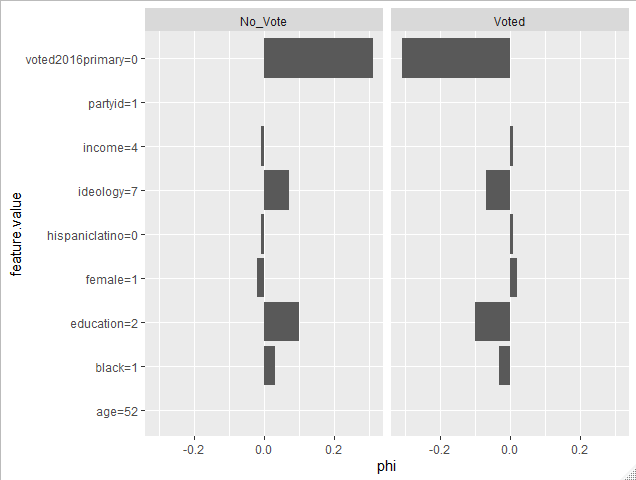 No_Vote Voted
voted2016primary=0
partyid=1
income=4
ideology=7
hispaniclatino=0
female=1
education=2
black=1
age=52
feature.value
-0.2 0.0 0.2 -0.2 0.0 0.2
phi